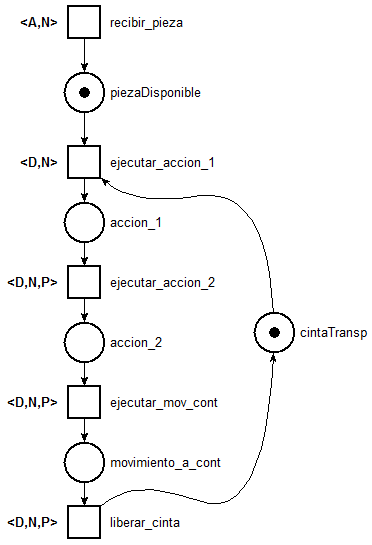 <A,N> recibir_pieza
piezaDisponible
<D,N> ejecutar_accion_1
accion_1
<D,N,P> ejecutar_accion_2
cintaTransp
accion_2
<D,N,P> ejecutar_mov_cont
movimiento_a_cont
<D,N,P> liberar_cinta